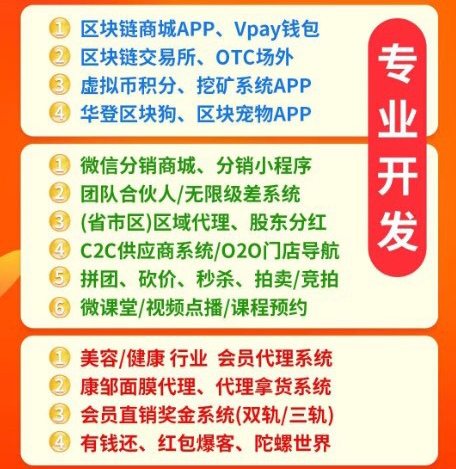 1 区块链商城APP、Vpay钱包
2 区块链交易所、OTC场外
3 虚拟币积分、挖矿系统APP
4 华登区块狗、区块宠物APP
专业开发
1 微信分销商城、分销小程序
2 团队合伙人/无限级差系统
3 (省市区)区域代理、股东分红
4 C2C供应商系统/O2O门店导航
5 拼团、砍价、秒杀、拍卖/竞拍
6 微课堂/视频点播/课程预约
1 美容/健康 行业 会员代理系统
2 康邹面膜代理、代理拿货系统
3 会员直销奖金系统(双轨/三轨)
4 有钱还、红包爆客、陀螺世界